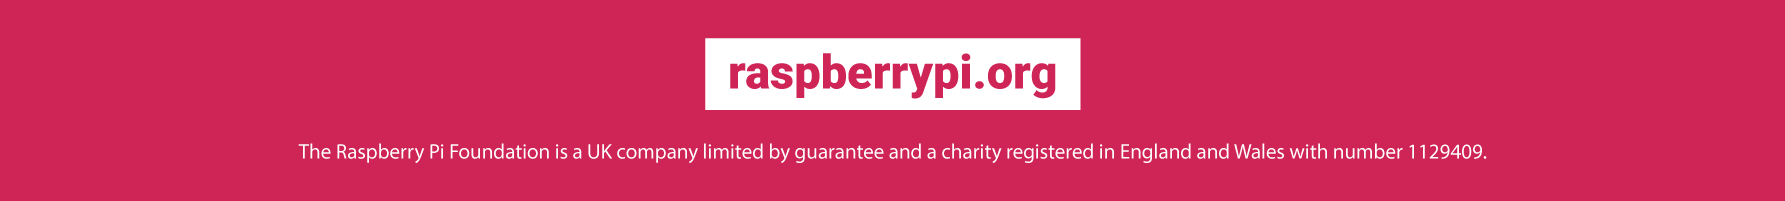 raspberrypi.org
The Raspberry Pi Foundation is a UK company limited by guarantee and a charity registered in England and Wales with number 1129409.